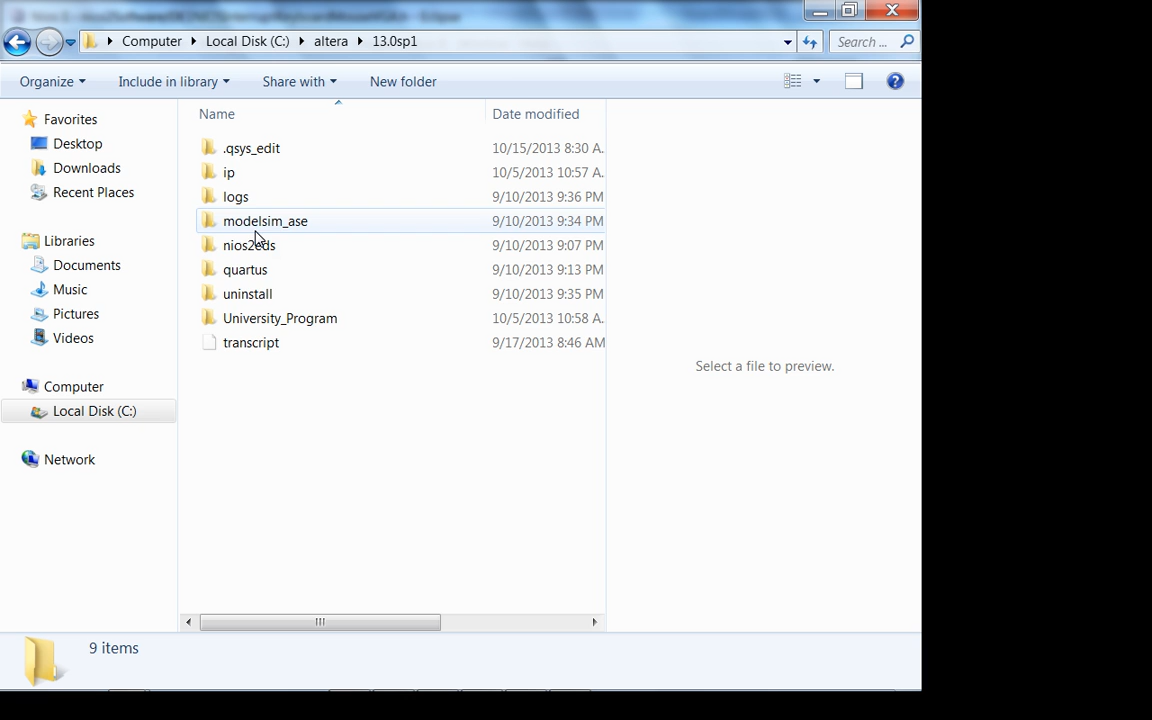 Computer Local Disk (C:) altera 13.0sp1 Search ...
Organize Include in library Share with New folder
Name Date modified
Favorites
Desktop
Downloads
Recent Places
Libraries
Documents
Music
Pictures
Videos
Computer
Local Disk (C:)
Network
.qsys_edit 10/15/2013 8:30 A.
ip 10/5/2013 10:57 A.
logs 9/10/2013 9:36 PM
modelsim_ase 9/10/2013 9:34 PM
nios2eds 9/10/2013 9:07 PM
quartus 9/10/2013 9:13 PM
uninstall 9/10/2013 9:35 PM
University_Program 10/5/2013 10:58 A.
transcript 9/17/2013 8:46 AM
Select a file to preview.
9 items